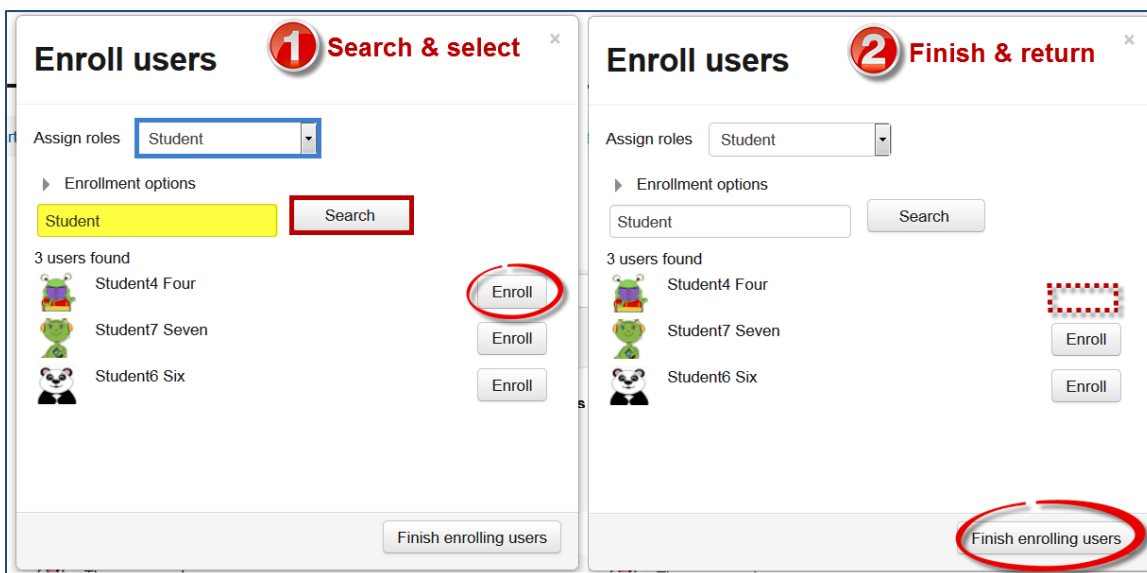 Enroll users
1 Search & select
×
Assign roles Student
Enrollment options
Student Search
3 users found
Student4 Four Enroll
Student7 Seven Enroll
Student6 Six Enroll
Finish enrolling users
Enroll users
2 Finish & return
×
Assign roles Student
Enrollment options
Student Search
3 users found
Student4 Four
Student7 Seven Enroll
Student6 Six Enroll
Finish enrolling users